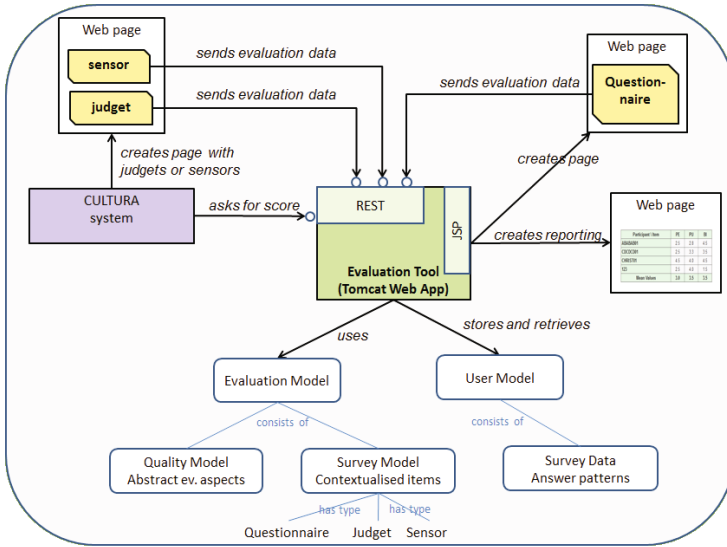 Web page
sensor
judget
sends evaluation data
sends evaluation data
sends evaluation data
Web page
Question-
naire
creates page with
judgets or sensors
creates page
CULTURA
system
asks for score
REST
JSP
Evaluation Tool
(Tomcat Web App)
creates reporting
Web page
Mean Values
uses
stores and retrieves
Evaluation Model
User Model
consists of
consists of
Quality Model
Abstract ev. aspects
Survey Model
Contextualised items
Survey Data
Answer patterns
has type
has type
Questionnaire
Judget
Sensor